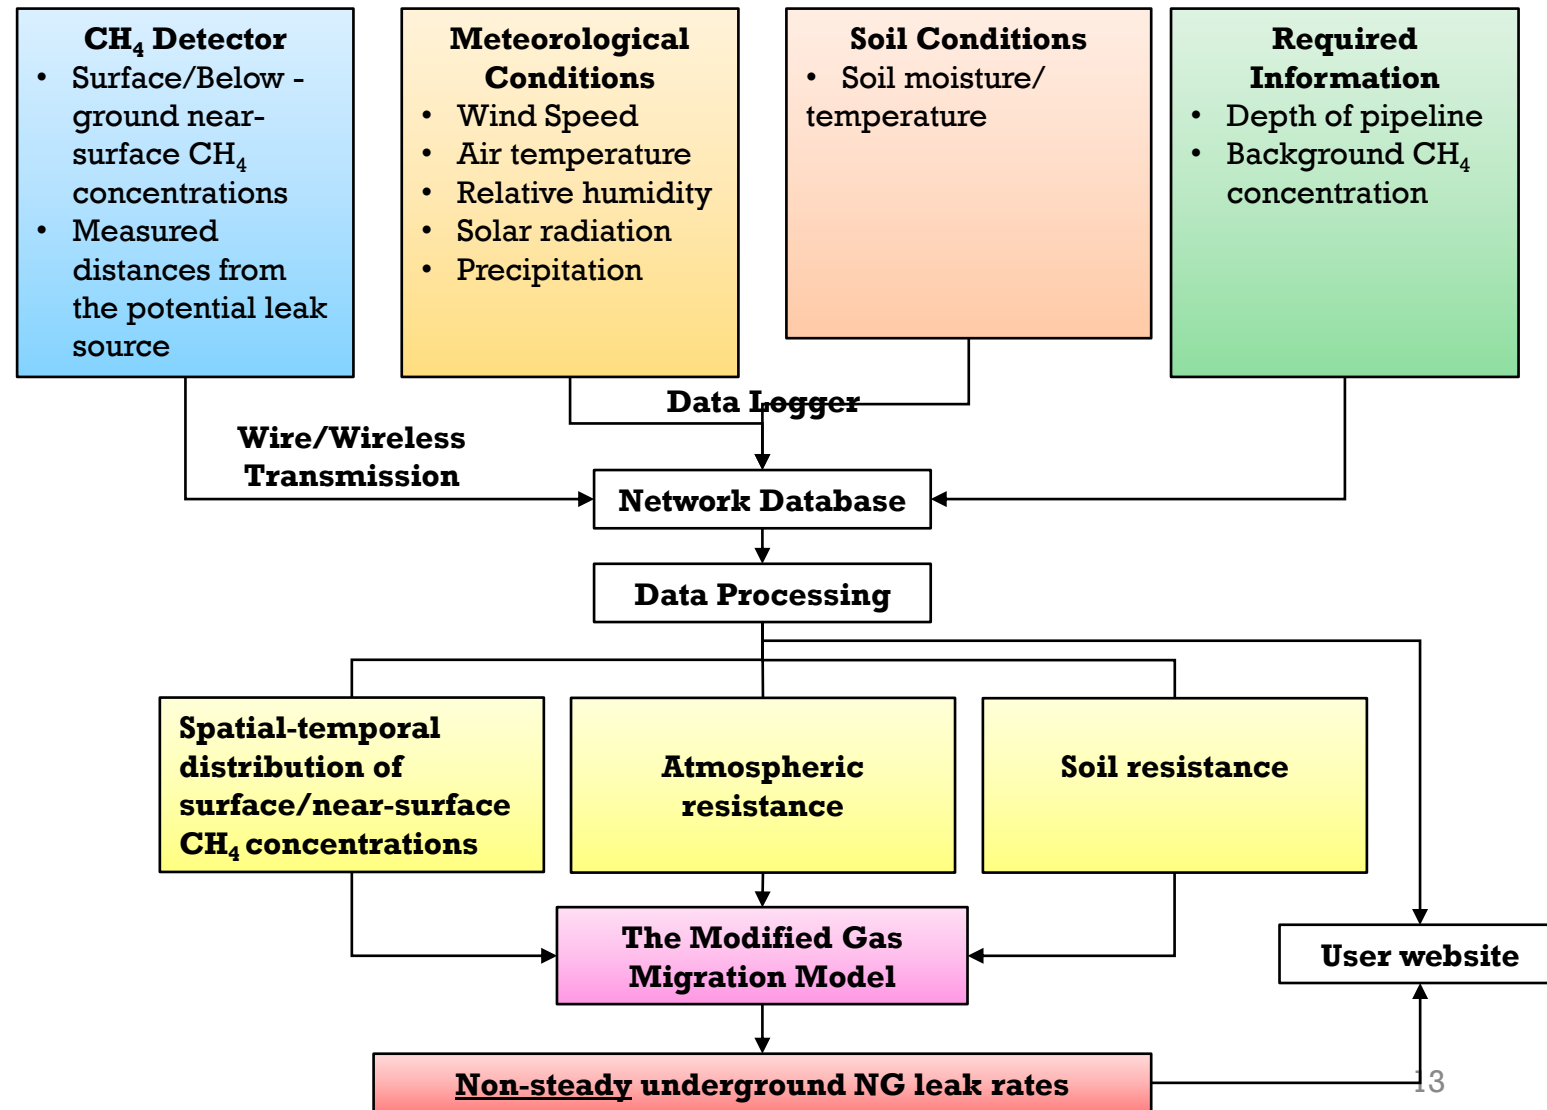 CH₄ Detector
• Surface/Below -
ground near-
surface CH₄
concentrations
• Measured
distances from
the potential leak
source
Meteorological
Conditions
• Wind Speed
• Air temperature
• Relative humidity
• Solar radiation
• Precipitation
Soil Conditions
• Soil moisture/
temperature
Required
Information
• Depth of pipeline
• Background CH₄
concentration
Data Logger
Wire/Wireless
Transmission
Network Database
Data Processing
Spatial-temporal
distribution of
surface/near-surface
CH₄ concentrations
Atmospheric
resistance
Soil resistance
The Modified Gas
Migration Model
User website
Non-steady underground NG leak rates
13